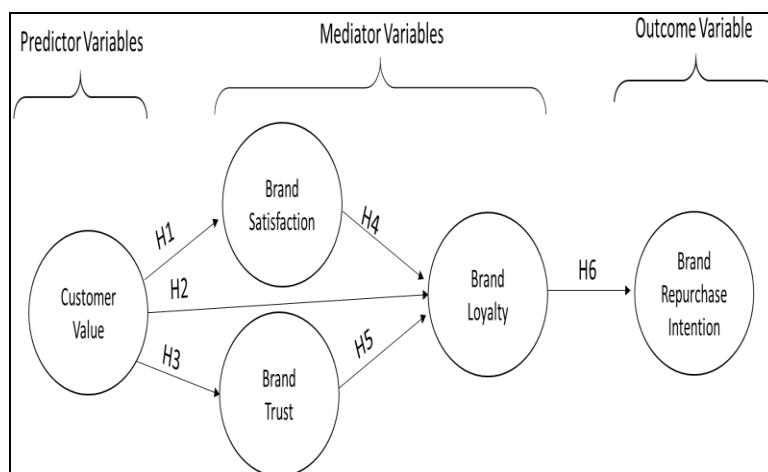 Predictor Variables
Mediator Variables
Outcome Variable
Brand
Satisfaction
H1
H4
H2
Customer
Value
Brand
Loyalty
H6
Brand
Repurchase
Intention
H3
H5
Brand
Trust